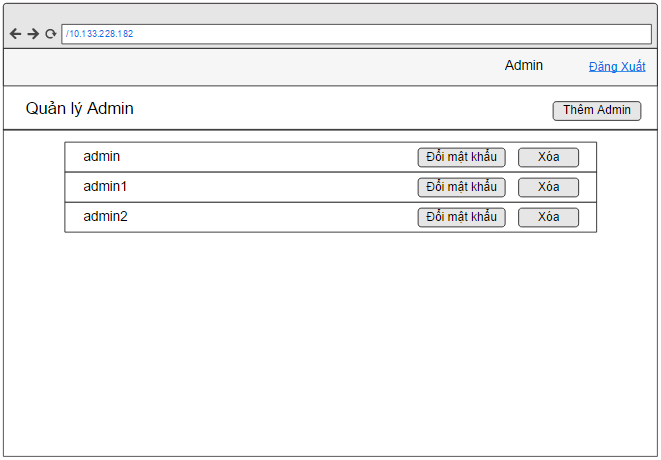 /10.133.228.182
Admin Đăng Xuất
Quản lý Admin Thêm Admin
admin Đổi mật khẩu Xóa
admin1 Đổi mật khẩu Xóa
admin2 Đổi mật khẩu Xóa